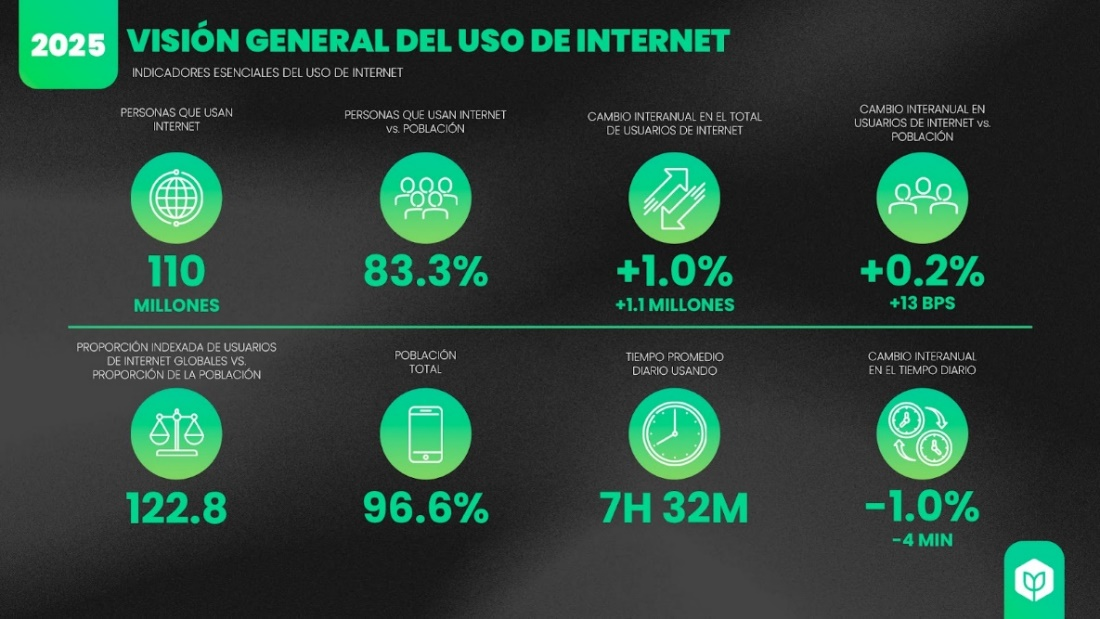 2025
VISIÓN GENERAL DEL USO DE INTERNET
INDICADORES ESENCIALES DEL USO DE INTERNET
PERSONAS QUE USAN
INTERNET
110
MILLONES
PERSONAS QUE USAN INTERNET
vs. POBLACIÓN
83.3%
CAMBIO INTERANUAL EN EL TOTAL
DE USUARIOS DE INTERNET
+1.0%
+1.1 MILLONES
CAMBIO INTERANUAL EN
USUARIOS DE INTERNET vs.
POBLACIÓN
+0.2%
+13 BPS
PROPORCIÓN INDEXADA DE USUARIOS
DE INTERNET GLOBALES VS.
PROPORCIÓN DE LA POBLACIÓN
122.8
POBLACIÓN
TOTAL
96.6%
TIEMPO PROMEDIO
DIARIO USANDO
7H 32M
CAMBIO INTERANUAL
EN EL TIEMPO DIARIO
-1.0%
-4 MIN